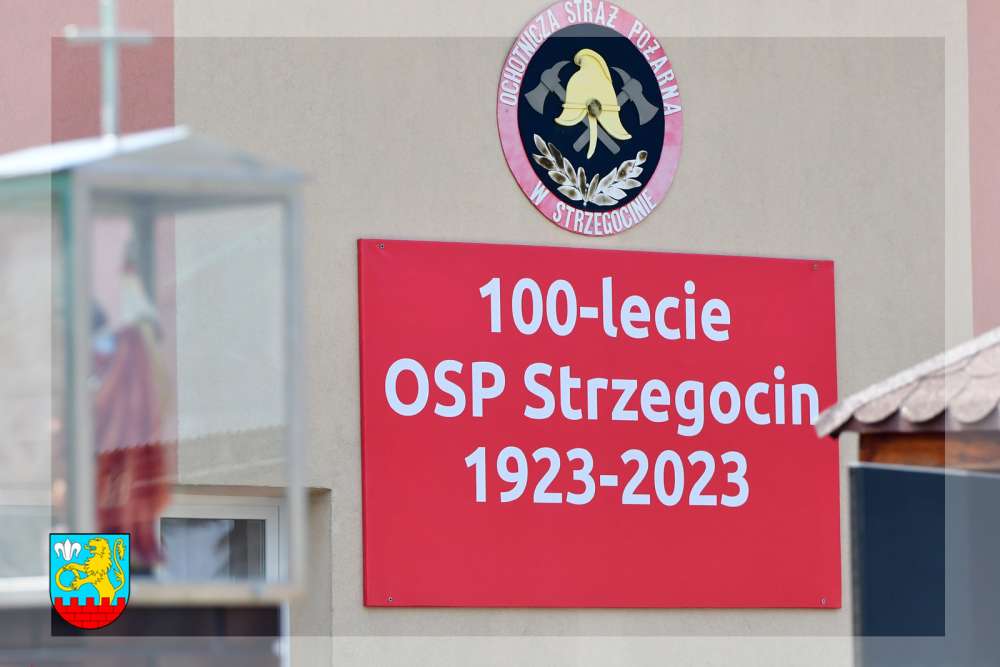 OCHOTNICZA STRAŻ POŻARNA
W STRZEGOCINIE
100-lecie
OSP Strzegocin
1923-2023